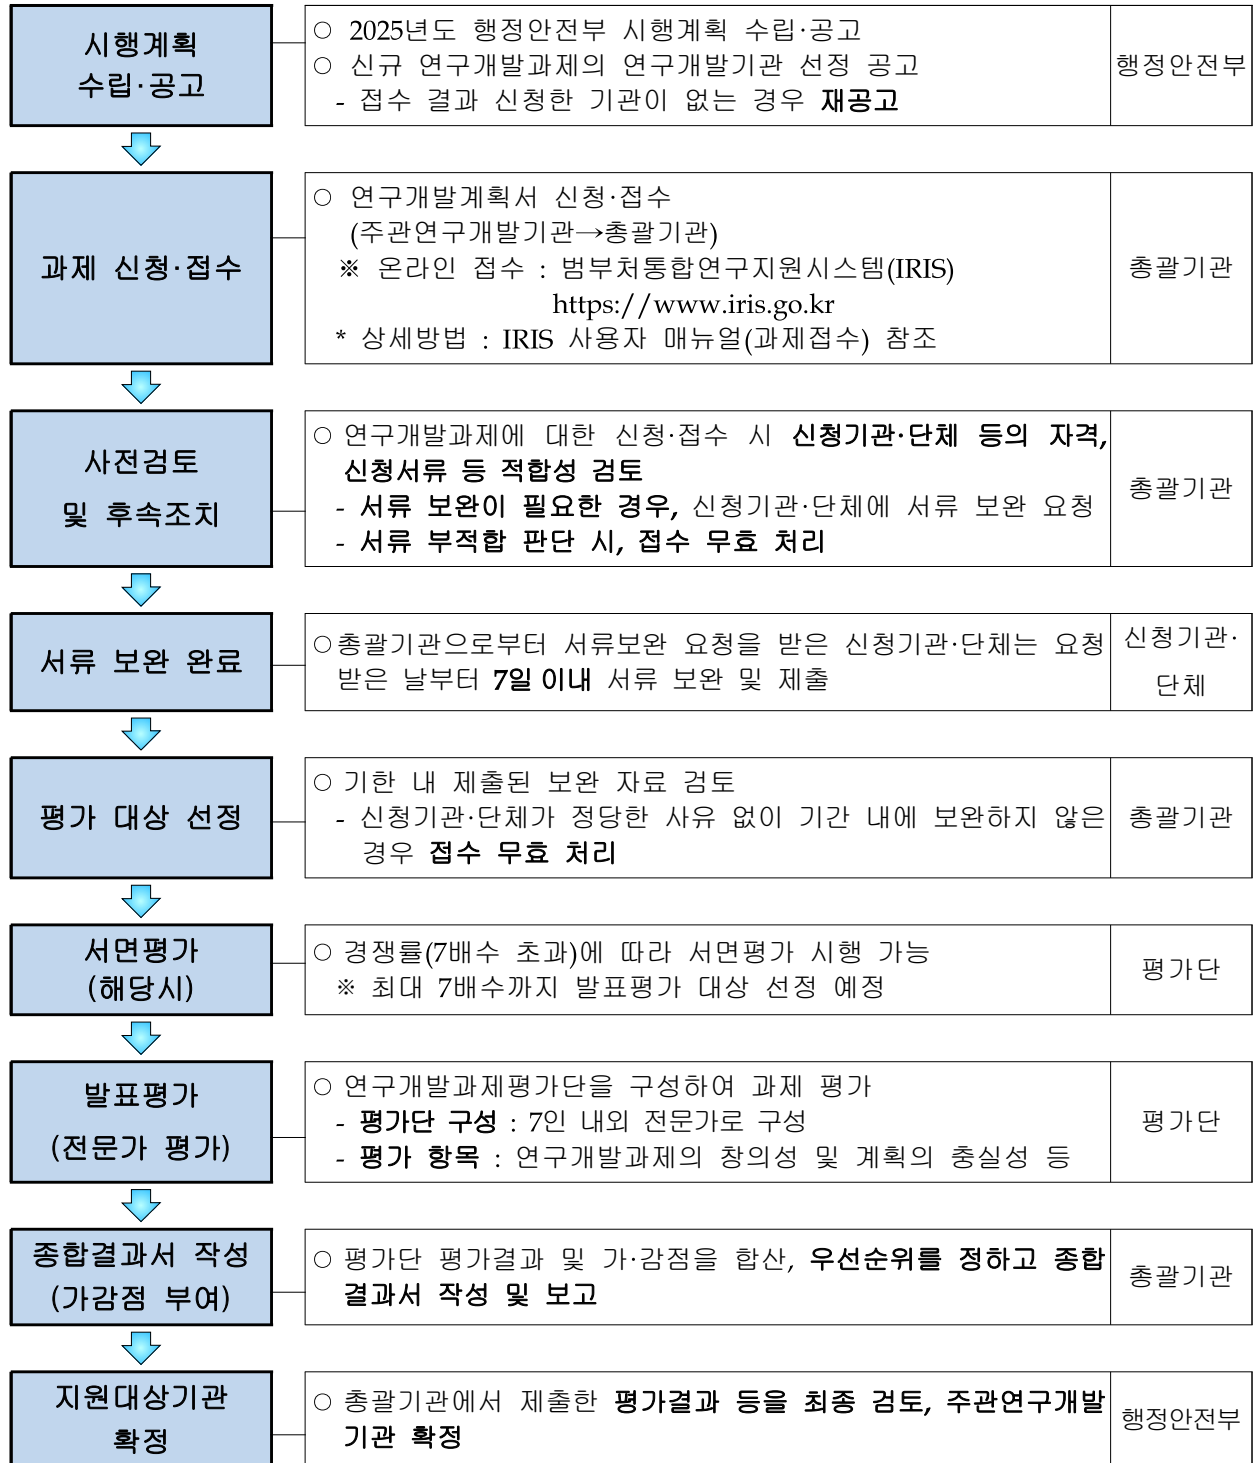 시행계획
수립·공고
○ 2025년도 행정안전부 시행계획 수립·공고
○ 신규 연구개발과제의 연구개발기관 선정 공고
- 접수 결과 신청한 기관이 없는 경우 재공고
행정안전부
과제 신청·접수
○ 연구개발계획서 신청·접수
(주관연구개발기관→총괄기관)
※ 온라인 접수 : 범부처통합연구지원시스템(IRIS)
https://www.iris.go.kr
* 상세방법 : IRIS 사용자 매뉴얼(과제접수) 참조
총괄기관
사전검토
및 후속조치
○ 연구개발과제에 대한 신청·접수 시 신청기관·단체 등의 자격,
신청서류 등 적합성 검토
- 서류 보완이 필요한 경우, 신청기관·단체에 서류 보완 요청
- 서류 부적합 판단 시, 접수 무효 처리
총괄기관
서류 보완 완료
○ 총괄기관으로부터 서류보완 요청을 받은 신청기관·단체는 요청
받은 날부터 7일 이내 서류 보완 및 제출
신청기관·
단체
평가 대상 선정
○ 기한 내 제출된 보완 자료 검토
- 신청기관·단체가 정당한 사유 없이 기간 내에 보완하지 않은
경우 접수 무효 처리
총괄기관
서면평가
(해당시)
○ 경쟁률(7배수 초과)에 따라 서면평가 시행 가능
※ 최대 7배수까지 발표평가 대상 선정 예정
평가단
발표평가
(전문가 평가)
○ 연구개발과제평가단을 구성하여 과제 평가
- 평가단 구성 : 7인 내외 전문가로 구성
- 평가 항목 : 연구개발과제의 창의성 및 계획의 충실성 등
평가단
종합결과서 작성
(가감점 부여)
○ 평가단 평가결과 및 가·감점을 합산, 우선순위를 정하고 종합
결과서 작성 및 보고
총괄기관
지원대상기관
확정
○ 총괄기관에서 제출한 평가결과 등을 최종 검토, 주관연구개발
기관 확정
행정안전부